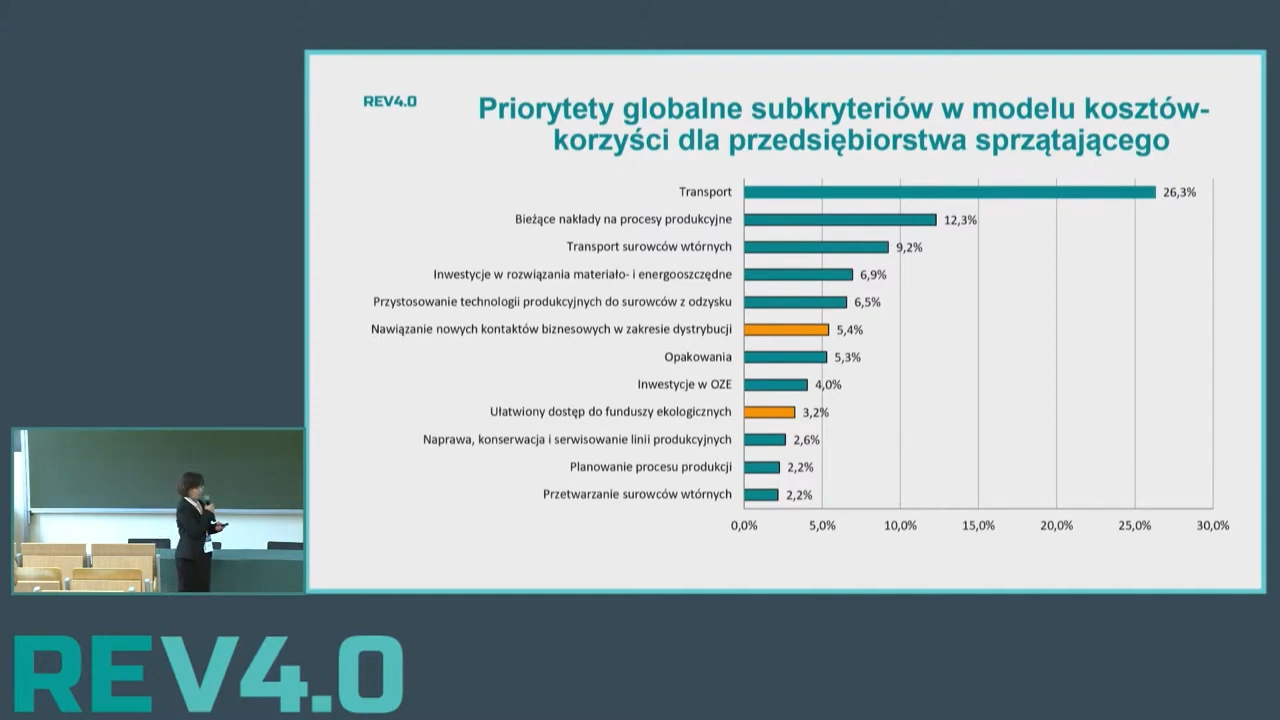 REV4.0
Priorytety globalne subkryteriów w modelu kosztów-
korzyści dla przedsiębiorstwa sprzątającego
Transport 26,3%
Bieżące nakłady na procesy produkcyjne 12,3%
Transport surowców wtórnych 9,2%
Inwestycje w rozwiązania materiało- i energooszczędne 6,9%
Przystosowanie technologii produkcyjnych do surowców z odzysku 6,5%
Nawiązanie nowych kontaktów biznesowych w zakresie dystrybucji 5,4%
Opakowania 5,3%
Inwestycje w OZE 4,0%
Ułatwiony dostęp do funduszy ekologicznych 3,2%
Naprawa, konserwacja i serwisowanie linii produkcyjnych 2,6%
Planowanie procesu produkcji 2,2%
Przetwarzanie surowców wtórnych 2,2%
0,0% 5,0% 10,0% 15,0% 20,0% 25,0% 30,0%
REV4.0